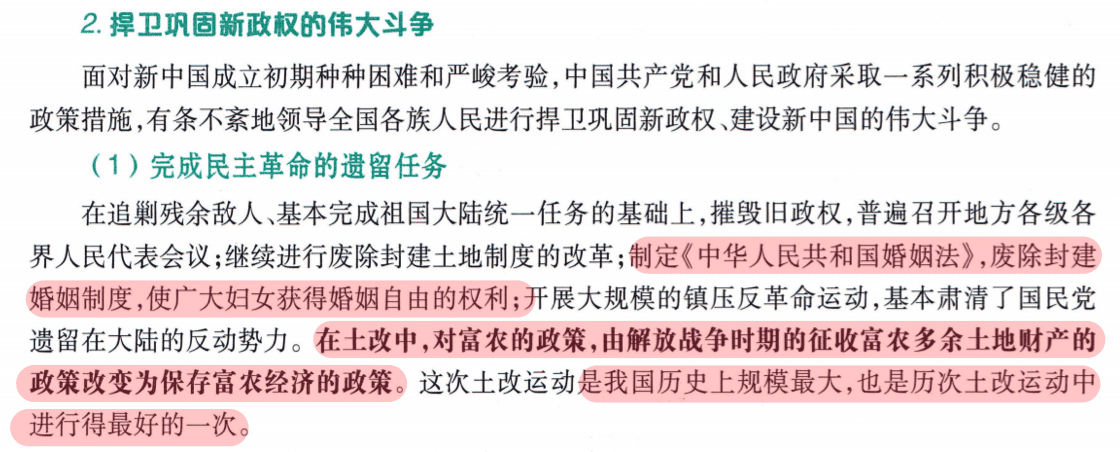 2. 捍卫巩固新政权的伟大斗争
面对新中国成立初期种种困难和严峻考验，中国共产党和人民政府采取一系列积极稳健的
政策措施，有条不紊地领导全国各族人民进行捍卫巩固新政权、建设新中国的伟大斗争。
（1）完成民主革命的遗留任务
在追剿残余敌人、基本完成祖国大陆统一任务的基础上，摧毁旧政权，普遍召开地方各级各
界人民代表会议；继续进行废除封建土地制度的改革；制定《中华人民共和国婚姻法》，废除封建
婚姻制度，使广大妇女获得婚姻自由的权利；开展大规模的镇压反革命运动，基本肃清了国民党
遗留在大陆的反动势力。在土改中，对富农的政策，由解放战争时期的征收富农多余土地财产的
政策改变为保存富农经济的政策。这次土改运动是我国历史上规模最大，也是历次土改运动中
进行得最好的一次。